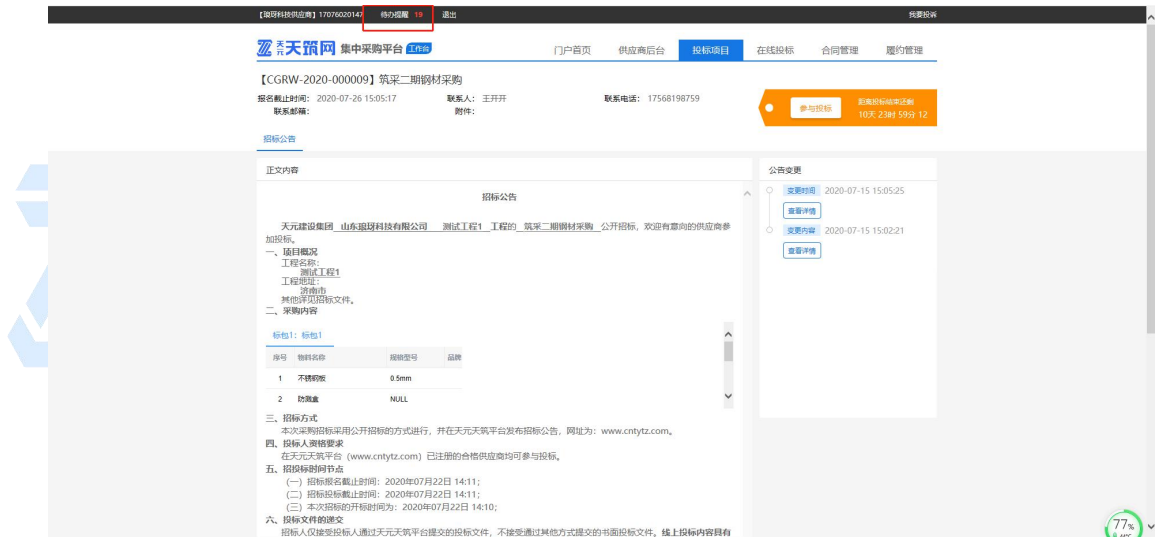 【琅琊科技供应商】17076020147 待办提醒 19 退出 我要投诉
天元 天筑网 集中采购平台 工作台 门户首页 供应商后台 投标项目 在线投标 合同管理 履约管理
【CGRW-2020-000009】筑采二期钢材采购
报名截止时间： 2020-07-26 15:05:17 联系人： 王开开 联系电话： 17568198759
联系邮箱： 附件：
参与投标 距离投标结束还剩
10天 23时 59分 12
招标公告
正文内容
公告变更
招标公告
变更时间 2020-07-15 15:05:25
查看详情
变更内容 2020-07-15 15:02:21
查看详情
天元建设集团 山东琅琊科技有限公司 测试工程1 工程的 筑采二期钢材采购 公开招标，欢迎有意向的供应商参
加投标。
一、项目概况
工程名称：
测试工程1
工程地址：
济南市
其他详见招标文件。
二、采购内容
标包1：标包1
序号 物料名称 规格型号 品牌
1 不锈钢板 0.5mm
2 防溅盒 NULL
三、招标方式
本次采购招标采用公开招标的方式进行，并在天元天筑平台发布招标公告，网址为：www.cntytz.com。
四、投标人资格要求
在天元天筑平台（www.cntytz.com）已注册的合格供应商均可参与投标。
五、招投标时间节点
(一) 招标报名截止时间：2020年07月22日 14:11;
(二) 招标投标截止时间：2020年07月22日 14:11;
(三) 本次招标的开标时间为：2020年07月22日 14:10;
六、投标文件的递交
招标人仅接受投标人通过天元天筑平台提交的投标文件，不接受通过其他方式提交的书面投标文件。线上投标内容具有
77%